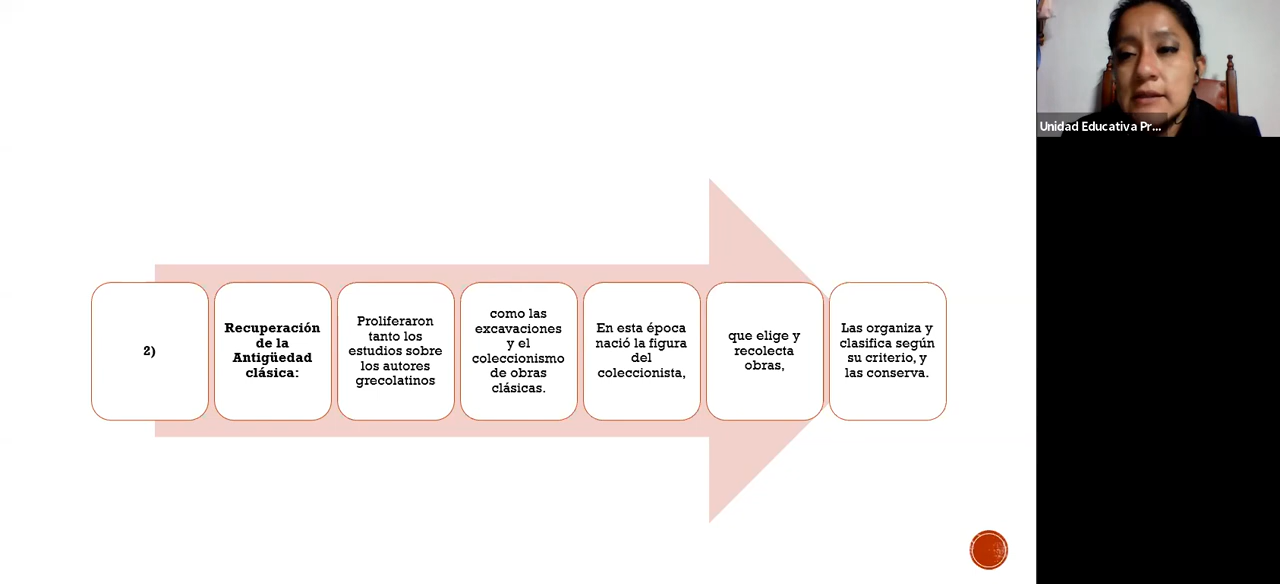 2)
Recuperación
de la
Antigüedad
clásica:
Proliferaron
tanto los
estudios sobre
los autores
grecolatinos
como las
excavaciones
y el
coleccionismo
de obras
clásicas.
En esta época
nació la figura
del
coleccionista,
que elige y
recolecta
obras,
Las organiza y
clasifica según
su criterio, y
las conserva.
Unidad Educativa Pr...